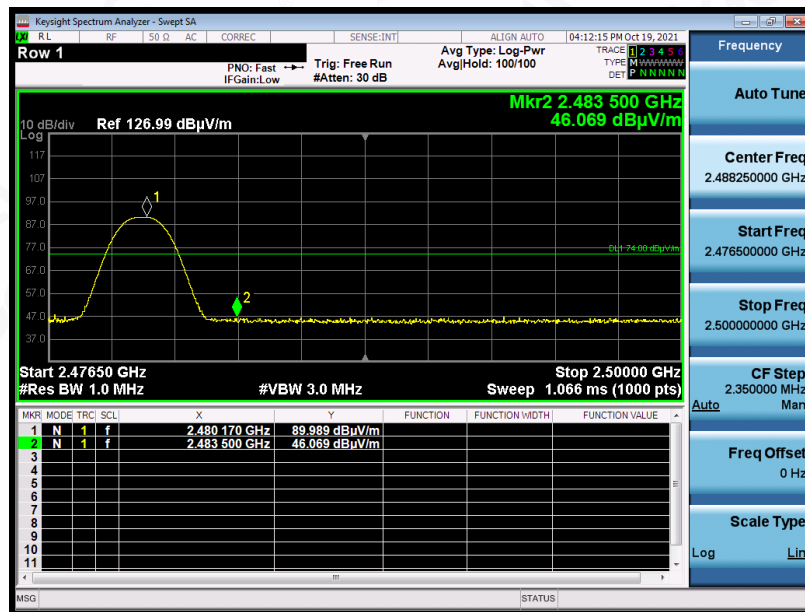 Keysight Spectrum Analyzer - Swept SA
LXI RL RF 50 Ω AC CORREC SENSE:INT ALIGN AUTO 04:12:15 PM Oct 19, 2021
Row 1
PNO: Fast
IFGain:Low
Trig: Free Run
#Atten: 30 dB
Avg Type: Log-Pwr
Avg|Hold: 100/100
TRACE 1 2 3 4 5 6
TYPE M WWWWW
DET P N N N N N
Mkr2 2.483 500 GHz
46.069 dBµV/m
10 dB/div Ref 126.99 dBµV/m
Log
117
107
97.0
87.0
77.0
67.0
57.0
47.0
37.0
1
2
DL1 74.00 dBµV/m
Start 2.47650 GHz Stop 2.50000 GHz
#Res BW 1.0 MHz #VBW 3.0 MHz Sweep 1.066 ms (1000 pts)
MKR MODE TRC SCL X Y FUNCTION FUNCTION WIDTH FUNCTION VALUE
1 N 1 f 2.480 170 GHz 89.989 dBµV/m
2 N 1 f 2.483 500 GHz 46.069 dBµV/m
3
4
5
6
7
8
9
10
11
MSG STATUS
Frequency
Auto Tune
Center Freq
2.488250000 GHz
Start Freq
2.476500000 GHz
Stop Freq
2.500000000 GHz
CF Step
2.350000 MHz
Auto Man
Freq Offset
0 Hz
Scale Type
Log Lin